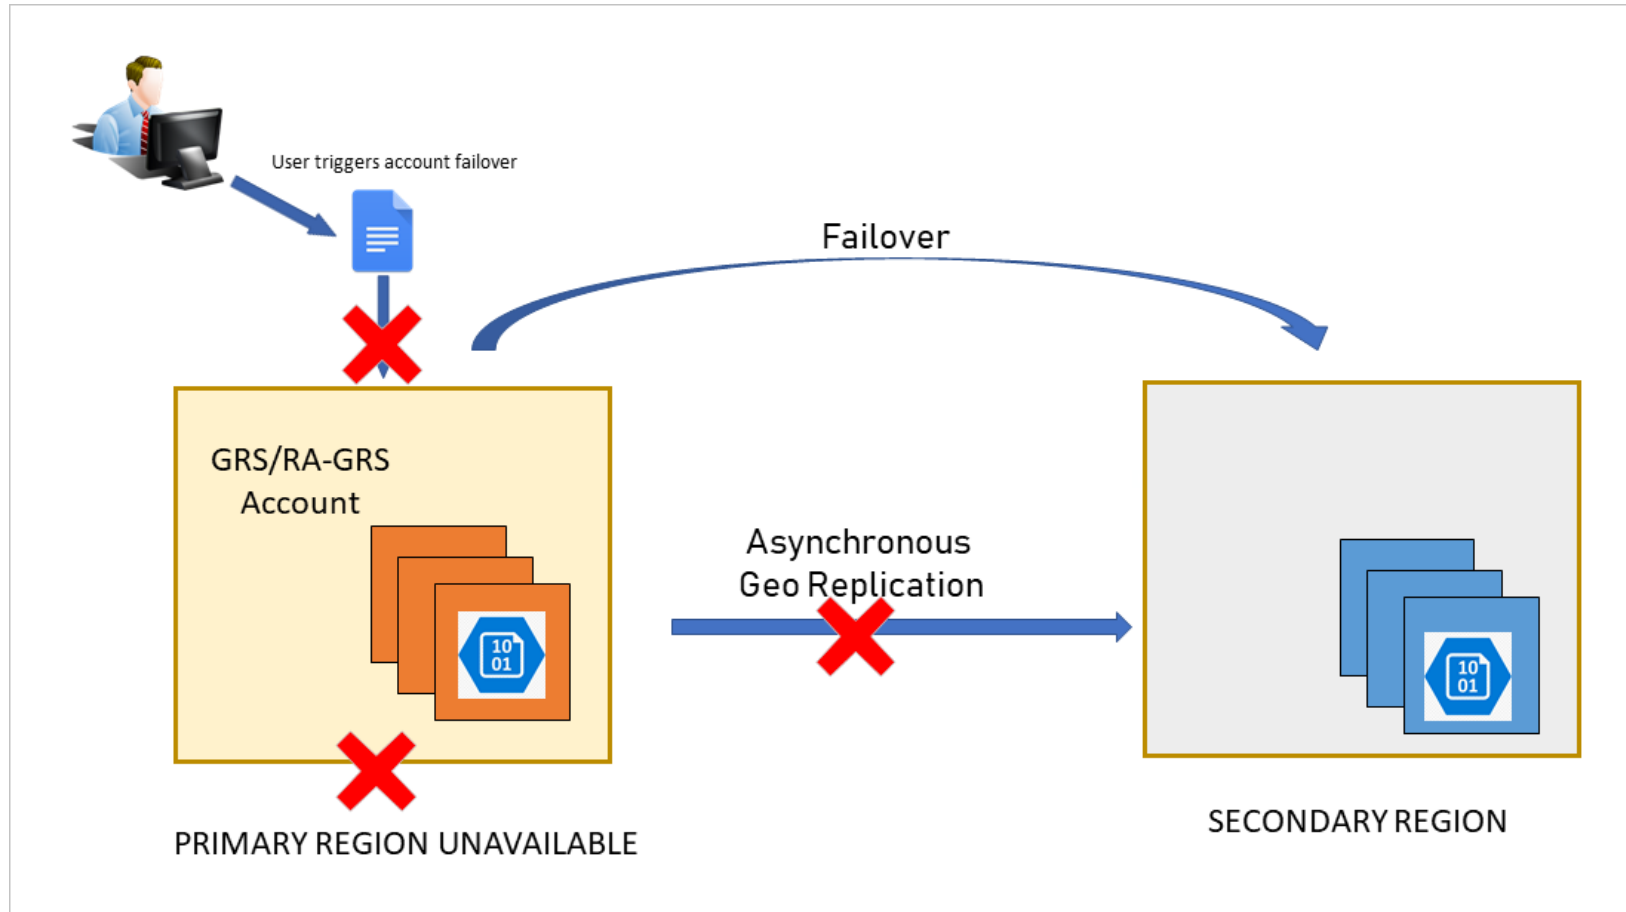 User triggers account failover
Failover
GRS/RA-GRS
Account
10
01
Asynchronous
Geo Replication
10
01
PRIMARY REGION UNAVAILABLE
SECONDARY REGION